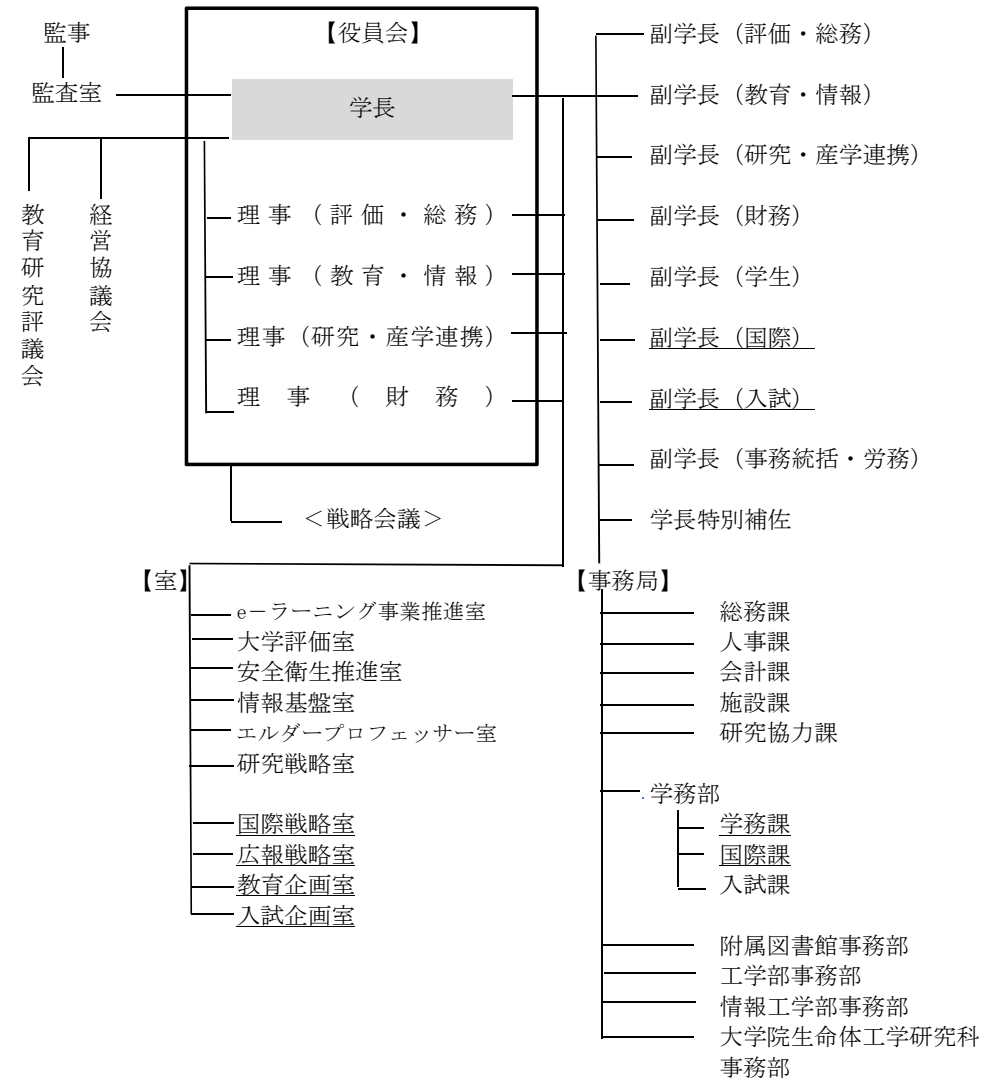 監事
監査室
教育研究評議会
経営協議会
【役員会】
学長
理事（評価・総務）
理事（教育・情報）
理事（研究・産学連携）
理事（財務）
＜戦略会議＞
副学長（評価・総務）
副学長（教育・情報）
副学長（研究・産学連携）
副学長（財務）
副学長（学生）
副学長（国際）
副学長（入試）
副学長（事務統括・労務）
学長特別補佐
【室】
e－ラーニング事業推進室
大学評価室
安全衛生推進室
情報基盤室
エルダープロフェッサー室
研究戦略室
国際戦略室
広報戦略室
教育企画室
入試企画室
【事務局】
総務課
人事課
会計課
施設課
研究協力課
学務部
学務課
国際課
入試課
附属図書館事務部
工学部事務部
情報工学部事務部
大学院生命体工学研究科
事務部